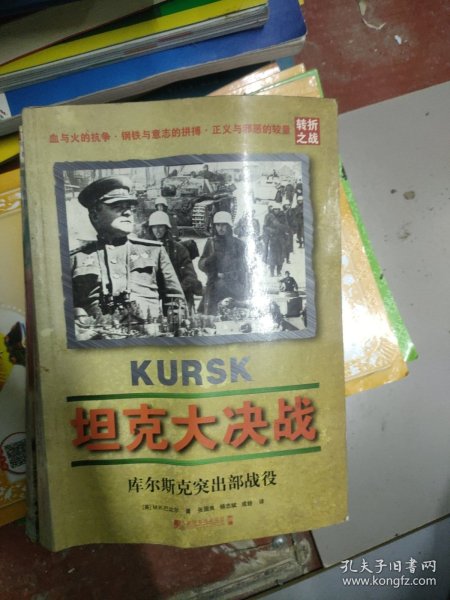 血与火的抗争·钢铁与意志的拼搏·正义与邪恶的较量
转折
之战
KURSK
坦克大决战
库尔斯克突出部战役
孔夫子旧书网
www.kongfz.com